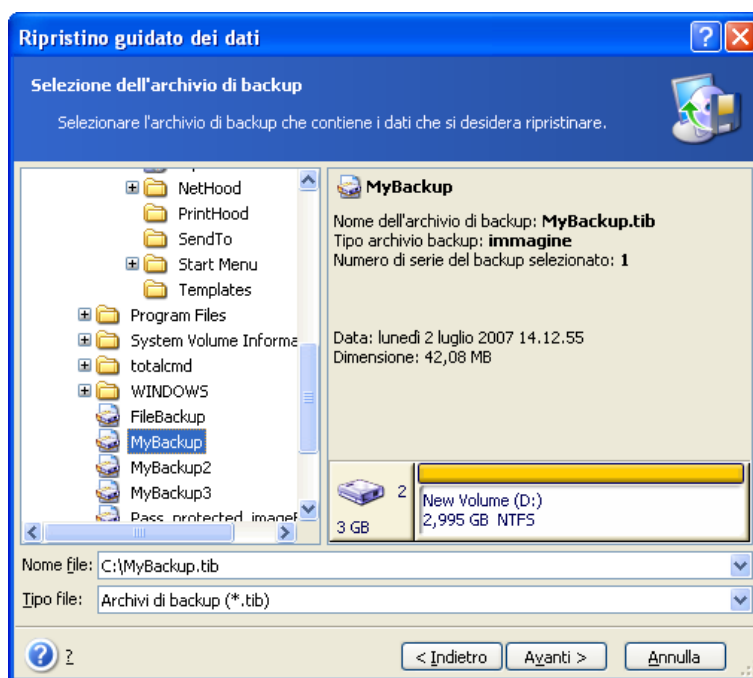 Ripristino guidato dei dati
Selezione dell'archivio di backup
Selezionare l'archivio di backup che contiene i dati che si desidera ripristinare.
NetHood
PrintHood
SendTo
Start Menu
Templates
Program Files
System Volume Informa
totalcmd
WINDOWS
FileBackup
MyBackup
MyBackup2
MyBackup3
Pass_protected_image
MyBackup
Nome dell'archivio di backup: MyBackup.tib
Tipo archivio backup: immagine
Numero di serie del backup selezionato: 1
Data: lunedì 2 luglio 2007 14.12.55
Dimensione: 42,08 MB
2
3 GB
New Volume (D:)
2,995 GB NTFS
Nome file: C:\MyBackup.tib
Tipo file: Archivi di backup (*.tib)
?
< Indietro
Avanti >
Annulla